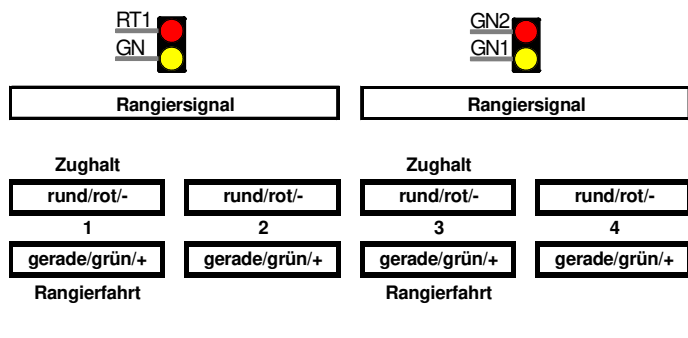 RT1 GN2
GN GN1
Rangiersignal Rangiersignal
Zughalt Zughalt
rund/rot/- rund/rot/- rund/rot/- rund/rot/-
1 2 3 4
gerade/grün/+ gerade/grün/+ gerade/grün/+ gerade/grün/+
Rangierfahrt Rangierfahrt